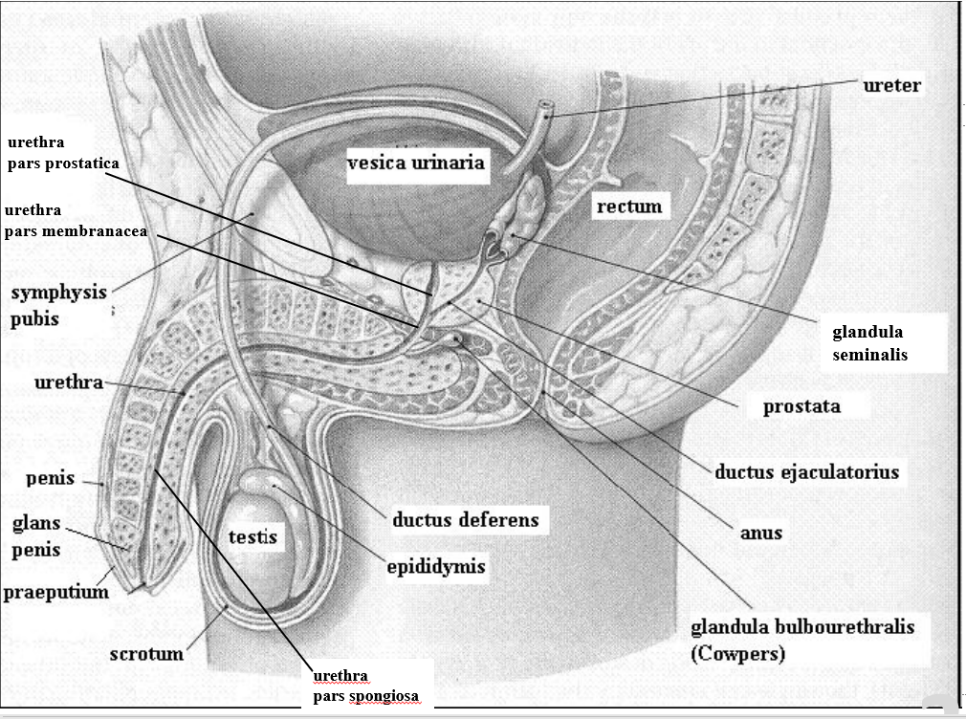 ureter
urethra
pars prostatica
vesica urinaria
rectum
urethra
pars membranacea
symphysis
pubis
glandula
seminalis
urethra
prostata
penis
ductus ejaculatorius
glans
penis
ductus deferens
anus
testis
epididymis
praeputium
glandula bulbourethralis
(Cowpers)
scrotum
urethra
pars spongiosa